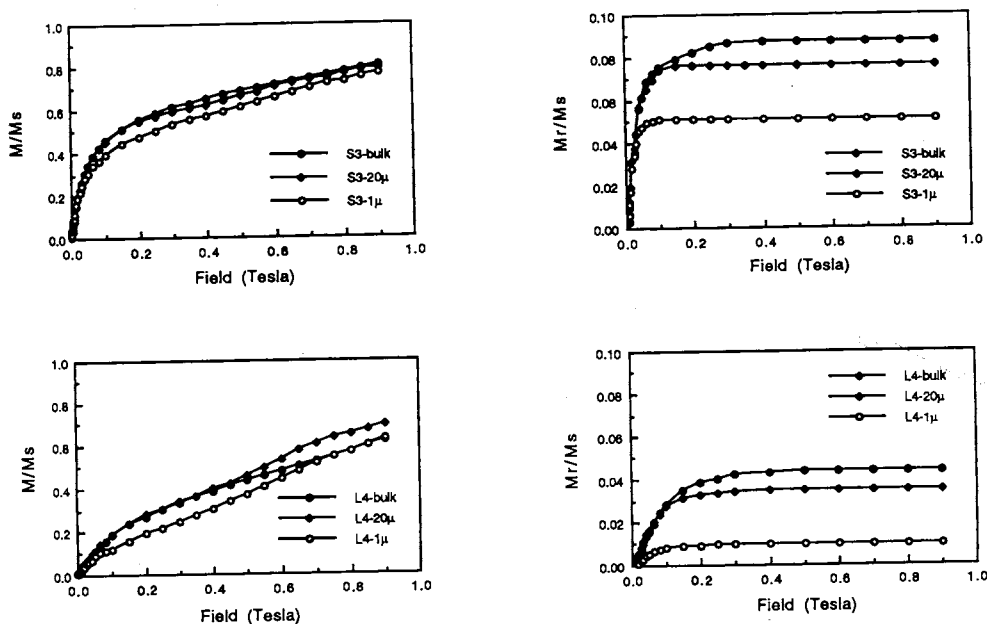 1.0
0.8
0.6
0.4
0.2
0.0
M/Ms
S3-bulk
S3-20μ
S3-1μ
0.0 0.2 0.4 0.6 0.8 1.0
Field (Tesla)
0.10
0.08
0.06
0.04
0.02
0.00
Mr/Ms
S3-bulk
S3-20μ
S3-1μ
0.0 0.2 0.4 0.6 0.8 1.0
Field (Tesla)
1.0
0.8
0.6
0.4
0.2
0.0
M/Ms
L4-bulk
L4-20μ
L4-1μ
0.0 0.2 0.4 0.6 0.8 1.0
Field (Tesla)
0.10
0.08
0.06
0.04
0.02
0.00
Mr/Ms
L4-bulk
L4-20μ
L4-1μ
0.0 0.2 0.4 0.6 0.8 1.0
Field (Tesla)